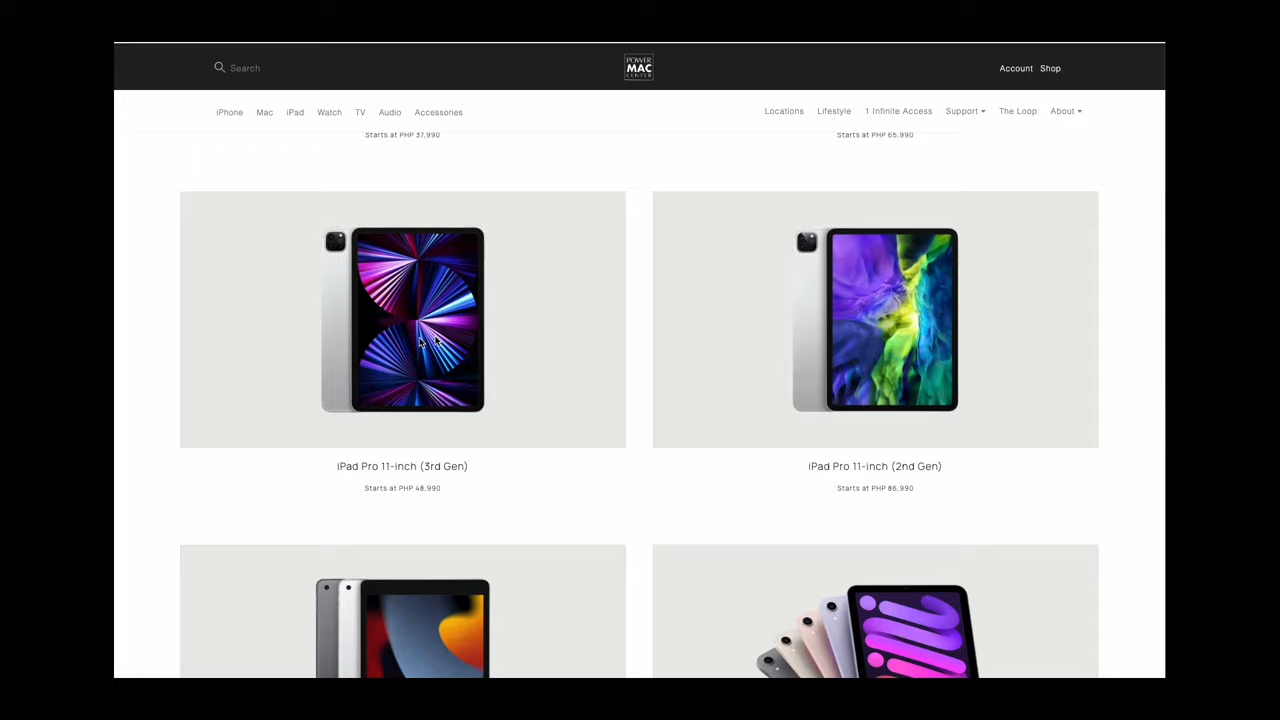 Search
POWER
MAC
CENTER
Account Shop
iPhone Mac iPad Watch TV Audio Accessories
Locations Lifestyle 1 Infinite Access Support The Loop About
Starts at PHP 37,990
Starts at PHP 65,990
iPad Pro 11-inch (3rd Gen)
Starts at PHP 48,990
iPad Pro 11-inch (2nd Gen)
Starts at PHP 86,990